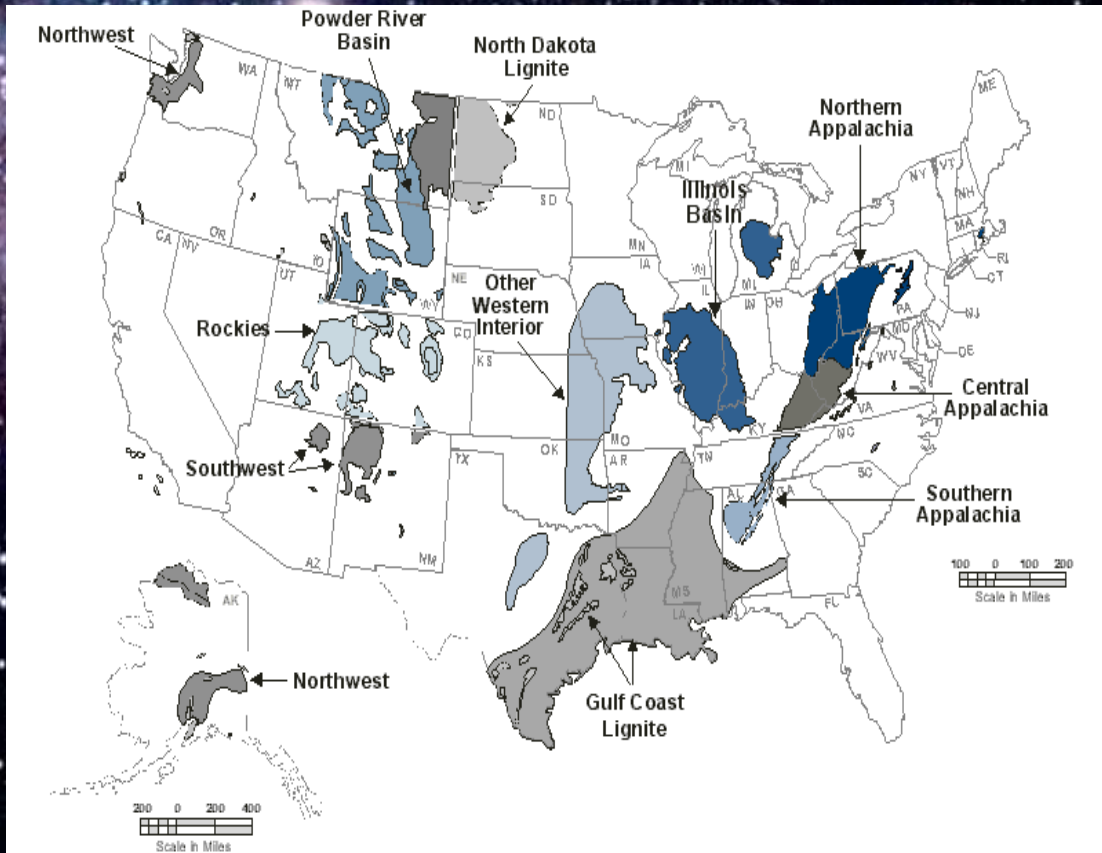 Northwest
Powder River
Basin
North Dakota
Lignite
Northern
Appalachia
Illinois
Basin
Other
Western
Interior
Rockies
Southwest
Central
Appalachia
Southern
Appalachia
Gulf Coast
Lignite
Northwest
WA
MT
ND
SD
MN
IA
WI
MI
MI
IL
IN
OH
NY
VT
NH
ME
MA
RI
CT
NJ
PA
MD
DE
WV
VA
KY
NC
SC
TN
GA
AL
MS
LA
FL
AR
MO
OK
KS
NE
CO
WY
ID
OR
CA
NV
UT
AZ
NM
TX
AK
100 0 100 200
Scale in Miles
200 0 200 400
Scale in Miles